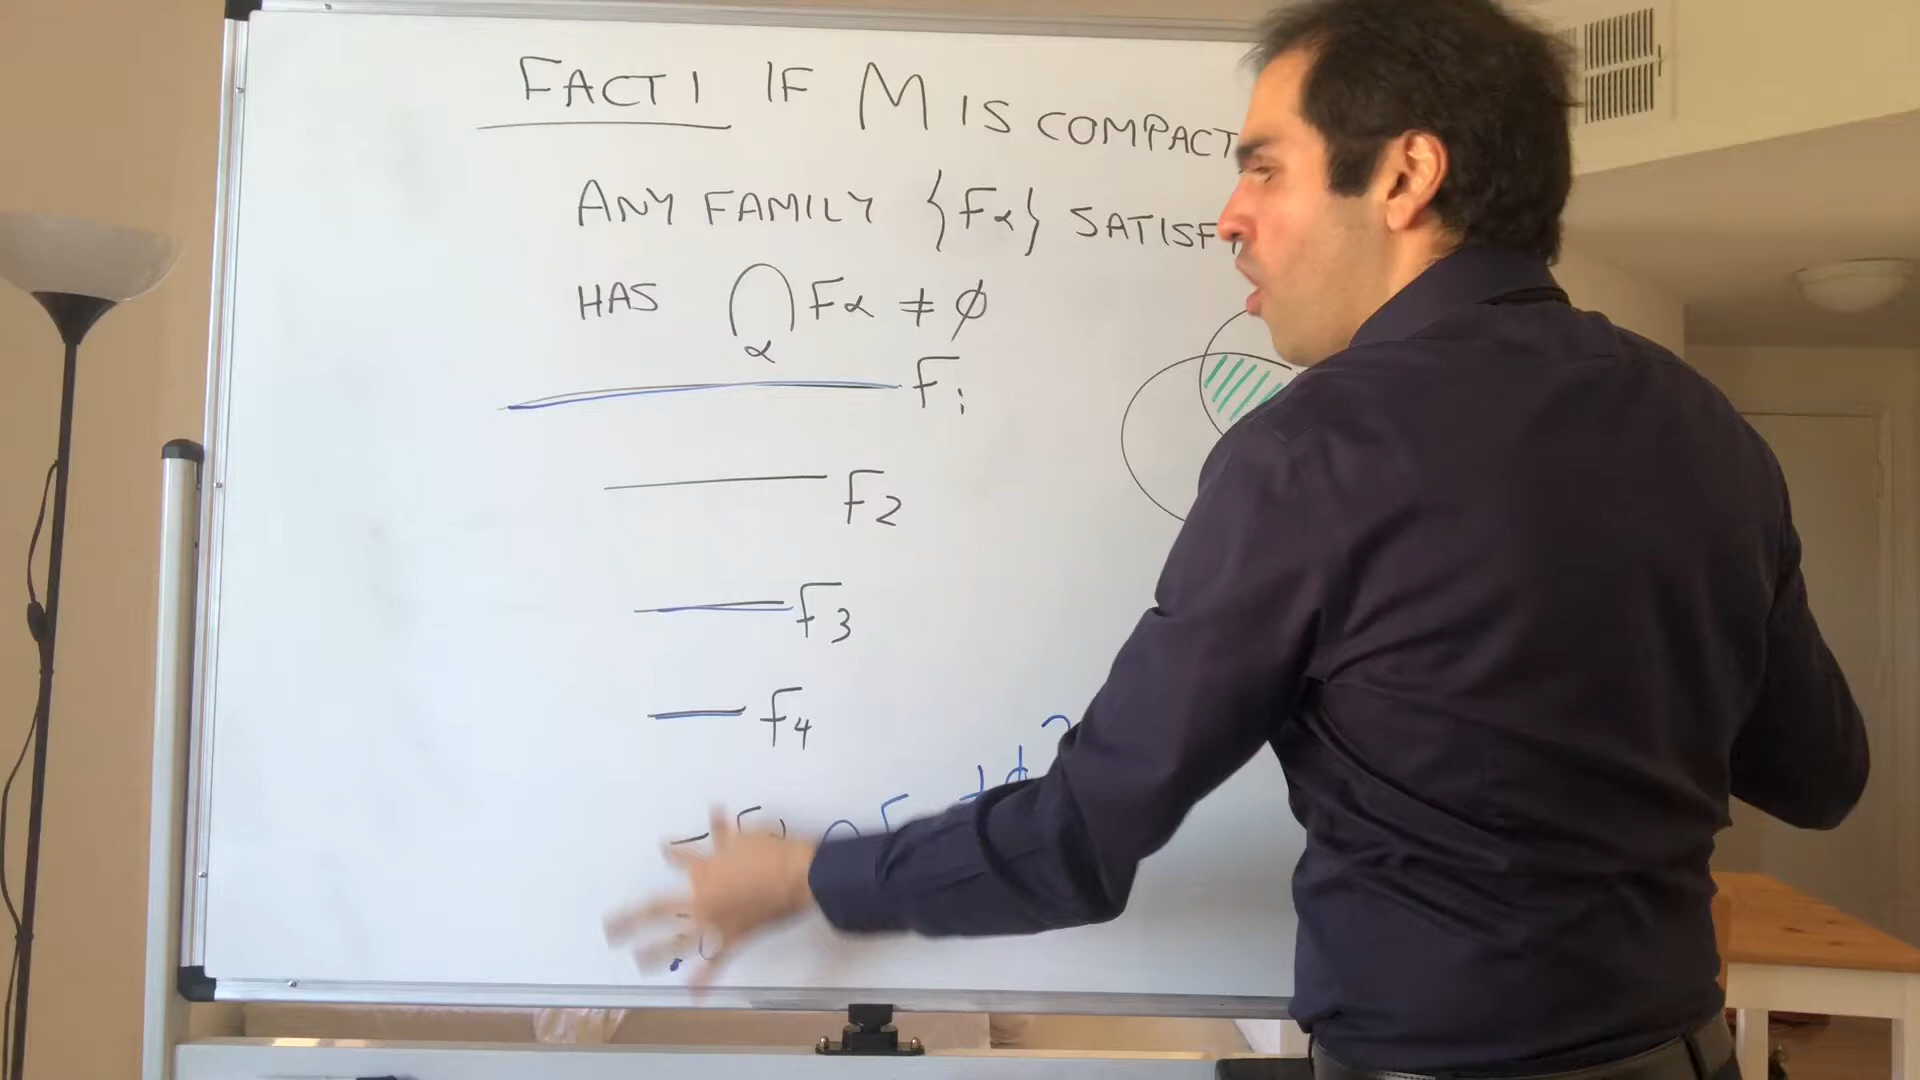 FACT 1 IF M IS COMPACT
ANY FAMILY {Fα} SATISF
HAS ⋂ Fα ≠ ∅
α
F1
F2
F3
F4